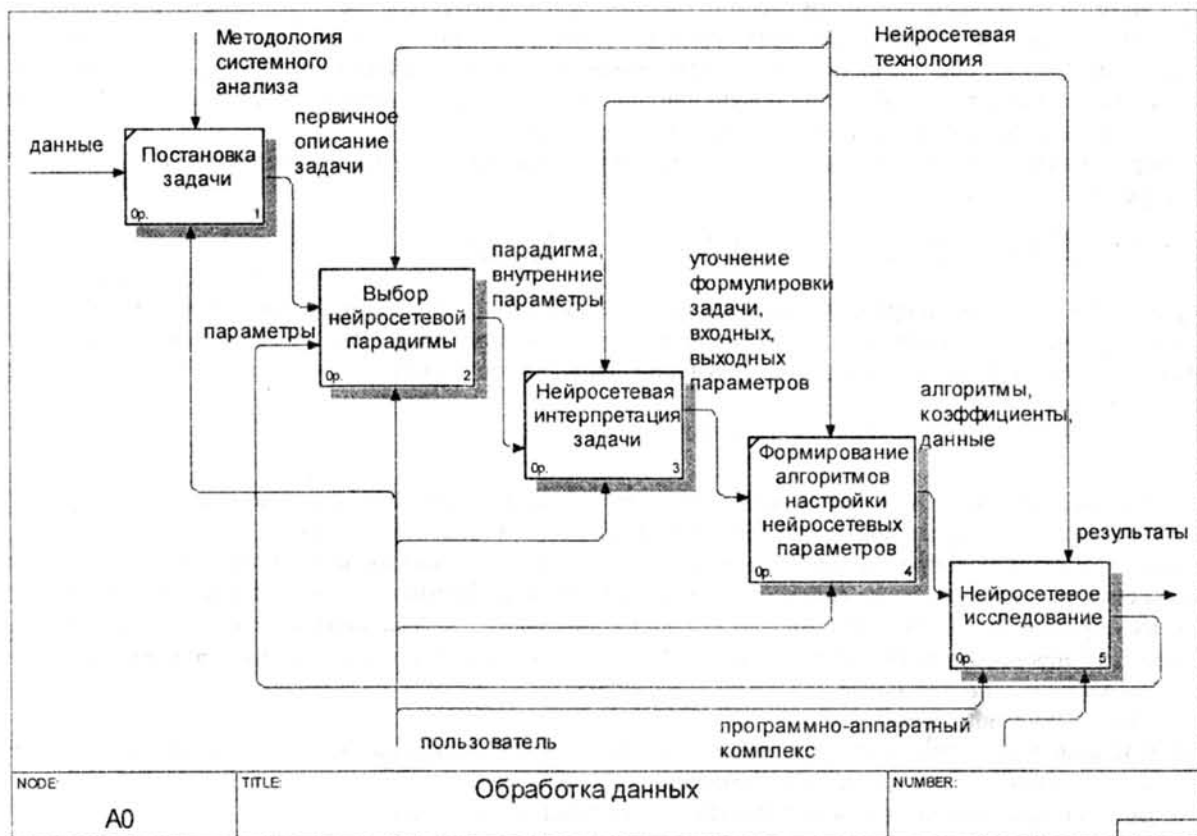 Методология
системного
анализа
Нейросетевая
технология
данные
Постановка
задачи
0р.
1
первичное
описание
задачи
параметры
Выбор
нейросетевой
парадигмы
0р.
2
парадигма,
внутренние
параметры
Нейросетевая
интерпретация
задачи
0р.
3
уточнение
формулировки
задачи,
входных,
выходных
параметров
Формирование
алгоритмов
настройки
нейросетевых
параметров
0р.
4
алгоритмы,
коэффициенты,
данные
результаты
Нейросетевое
исследование
0р.
5
пользователь
программно-аппаратный
комплекс
NODE:
A0
TITLE:
Обработка данных
NUMBER: